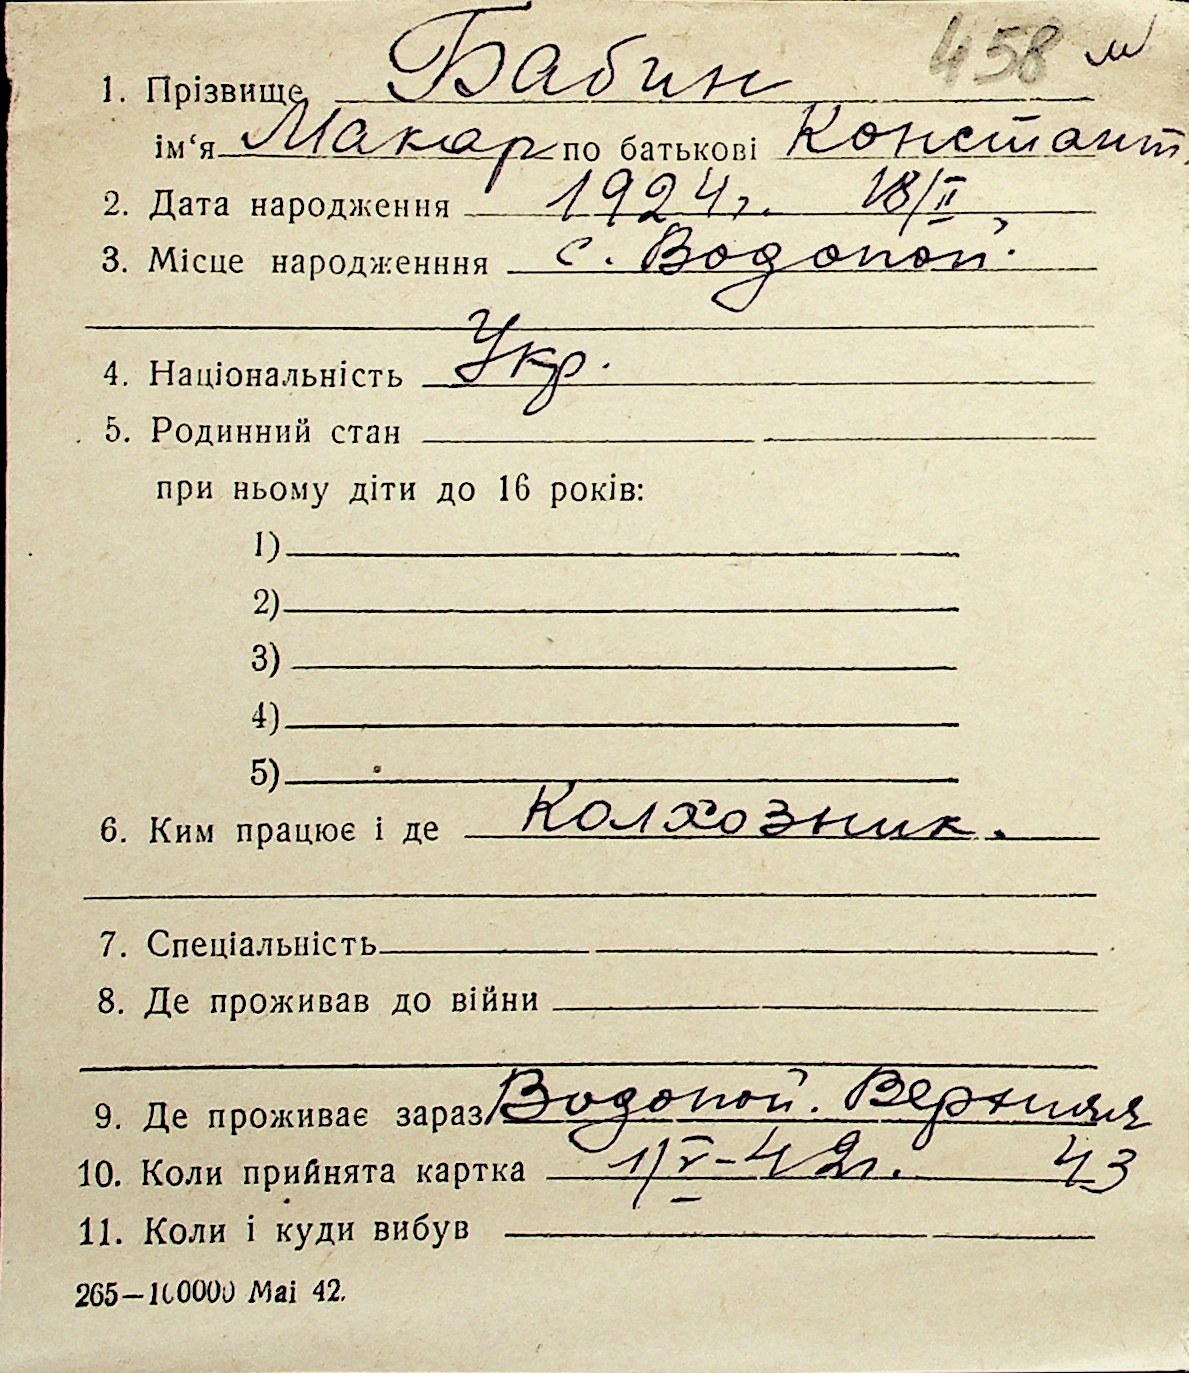 458 м
1. Прізвище Бабин
ім‘я Макар по батькові Констант.
2. Дата народження 1924 г. 18/II
3. Місце народженння с. Водопой.
4. Національність Укр.
5. Родинний стан
при ньому діти до 16 років:
1)
2)
3)
4)
5)
6. Ким працює і де Колхозник.
7. Спеціальність
8. Де проживав до війни
9. Де проживає зараз Водопой. Верхняя
10. Коли прийнята картка 1/V-42г. 43
11. Коли і куди вибув
265—100000 Маі 42.